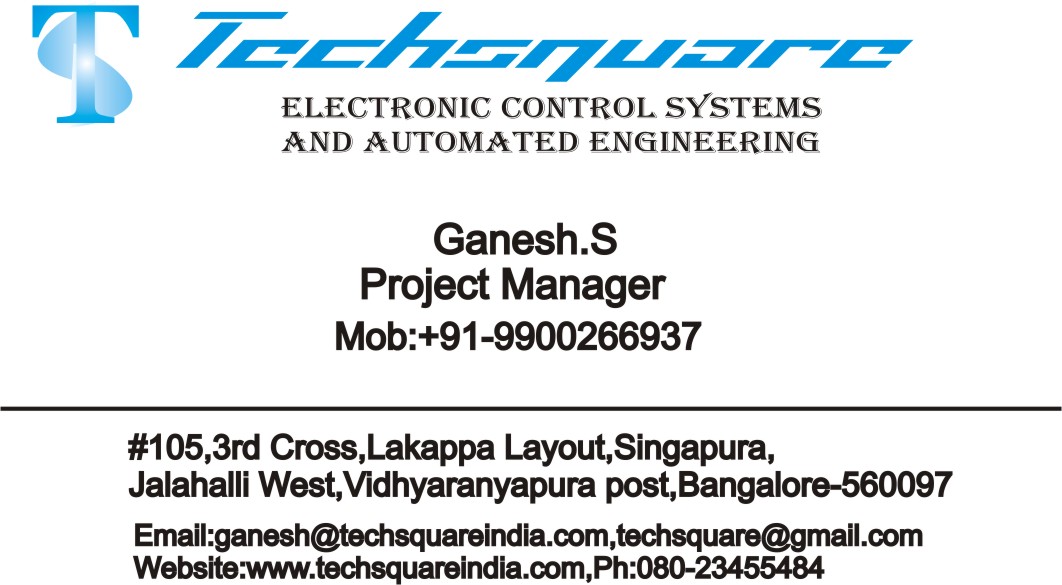 TS
Techsquare
ELECTRONIC CONTROL SYSTEMS
AND AUTOMATED ENGINEERING
Ganesh.S
Project Manager
Mob:+91-9900266937
#105,3rd Cross,Lakappa Layout,Singapura,
Jalahalli West,Vidhyaranyapura post,Bangalore-560097
Email:ganesh@techsquareindia.com,techsquare@gmail.com
Website:www.techsquareindia.com,Ph:080-23455484